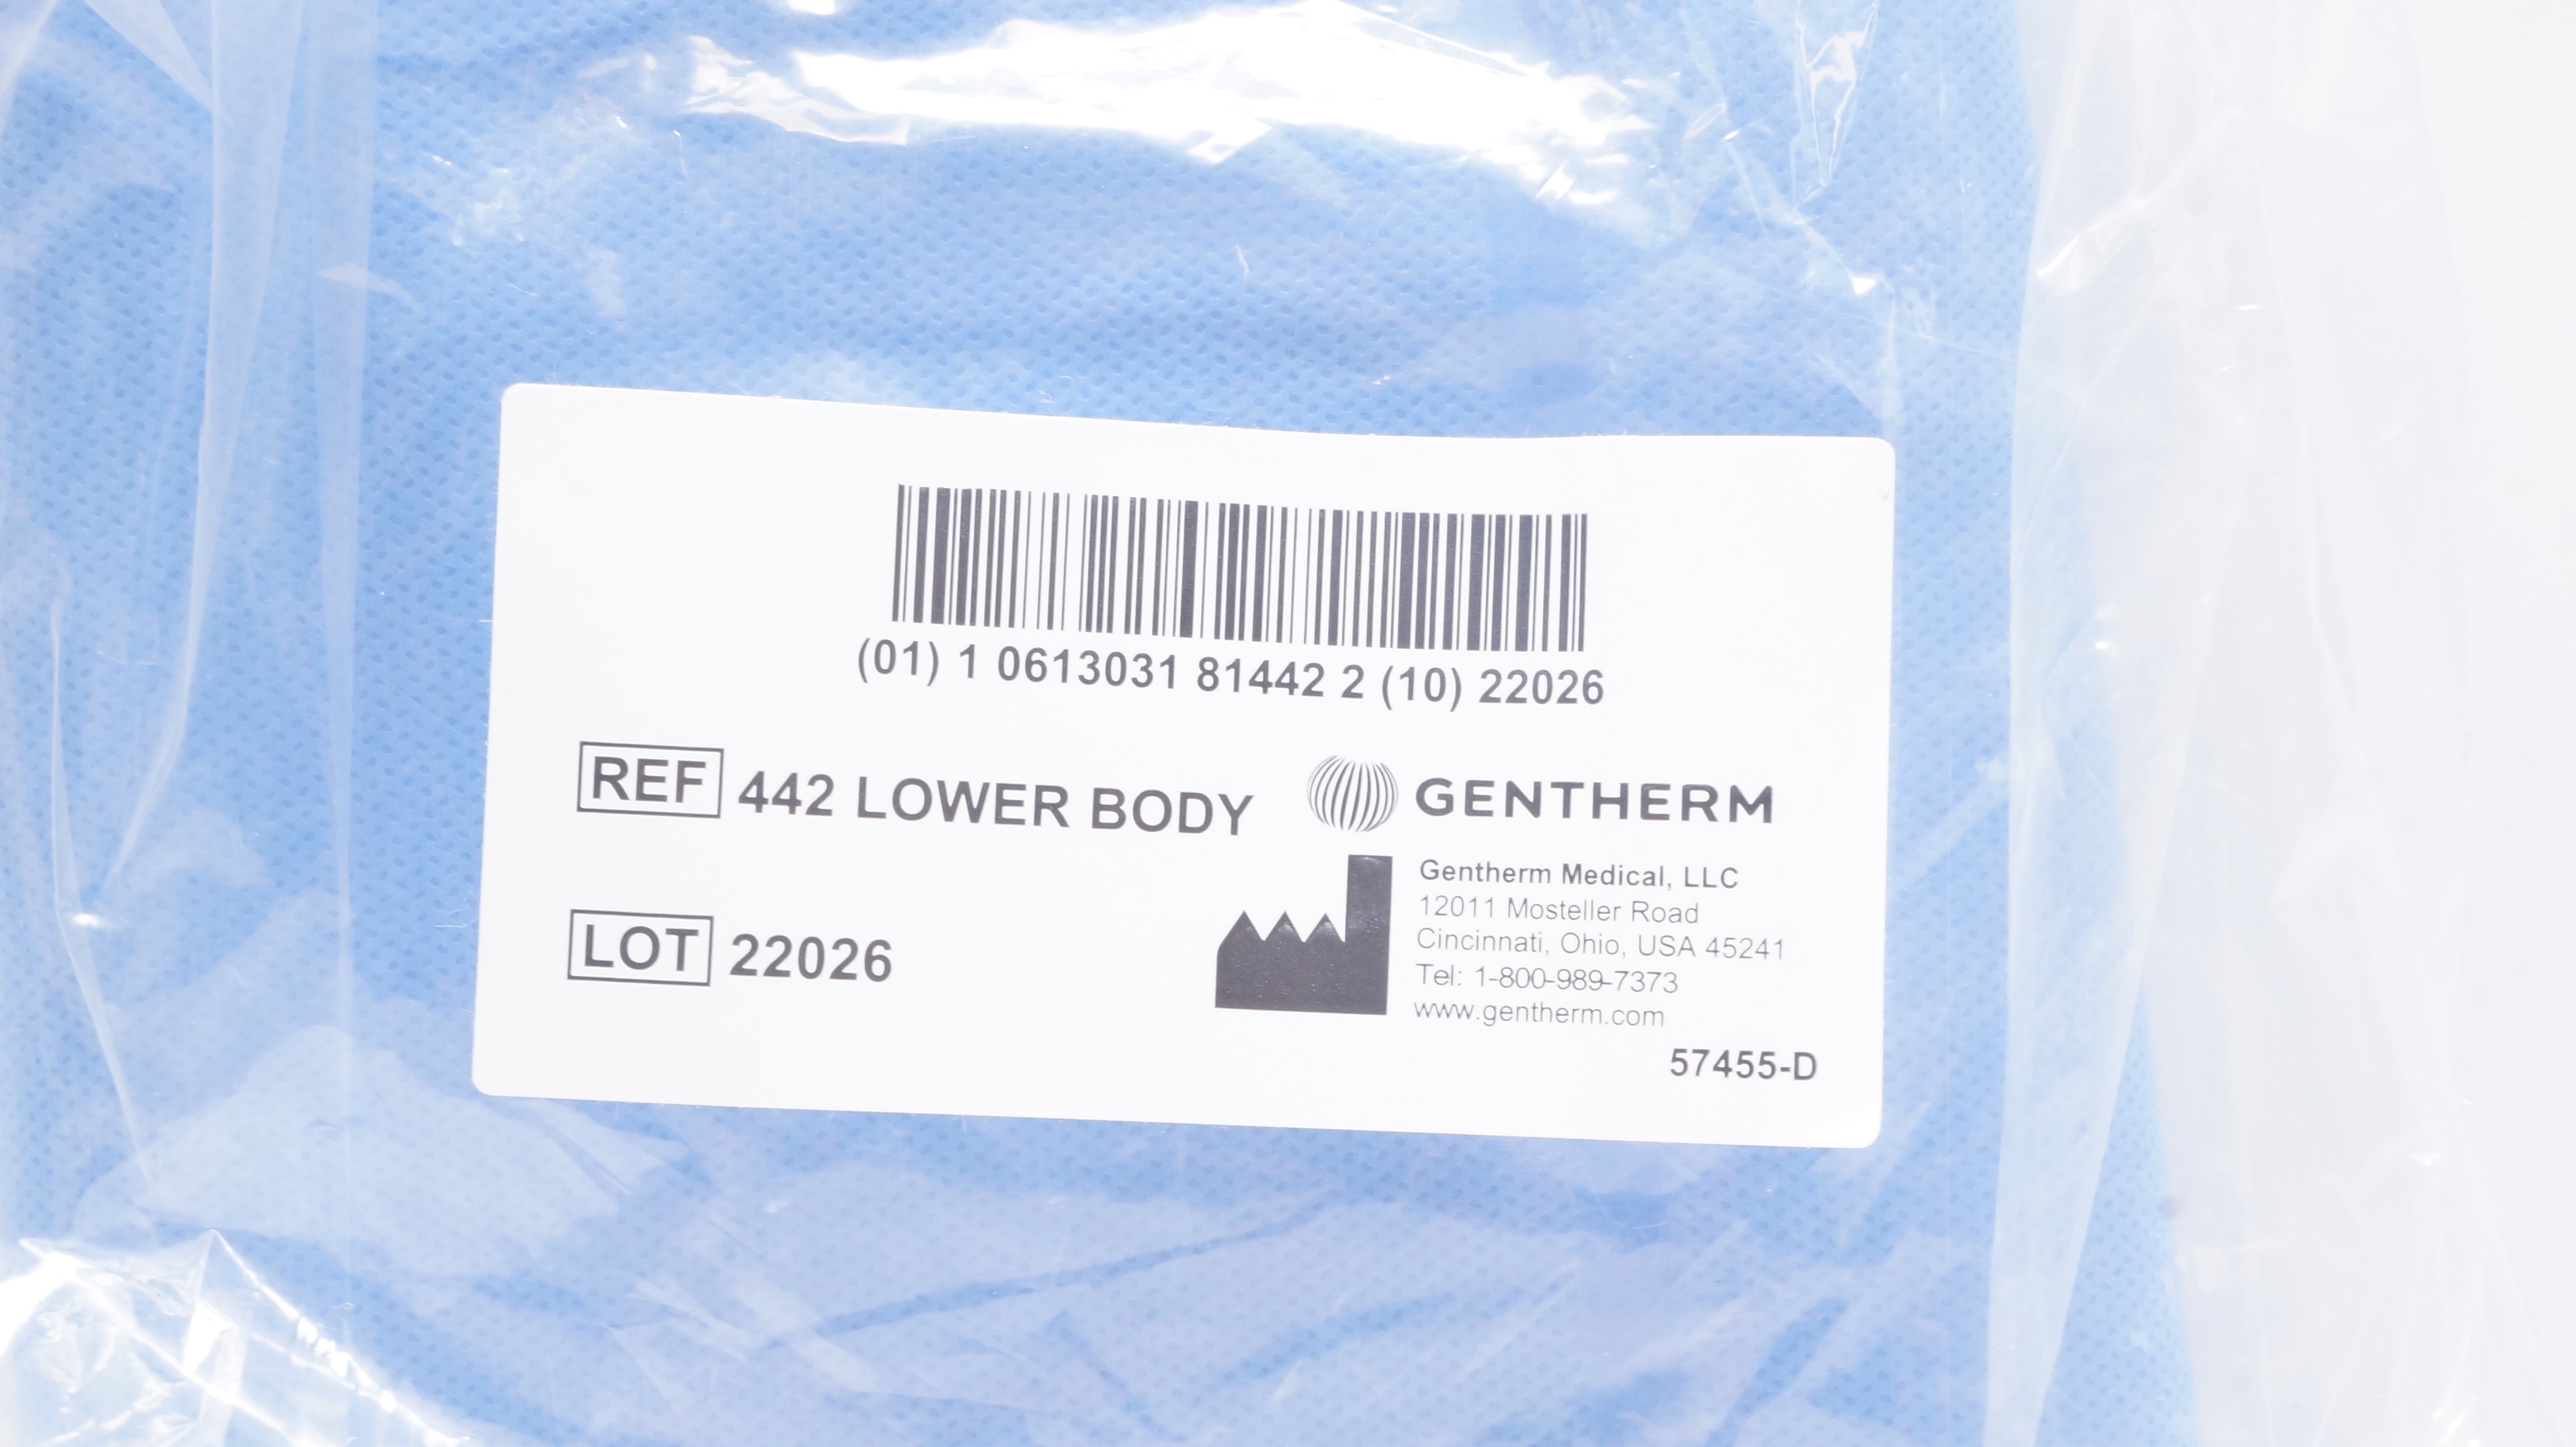 (01) 1 0613031 81442 2 (10) 22026
REF 442 LOWER BODY
GENTHERM
LOT 22026
Gentherm Medical, LLC
12011 Mosteller Road
Cincinnati, Ohio, USA 45241
Tel: 1-800-989-7373
www.gentherm.com
57455-D